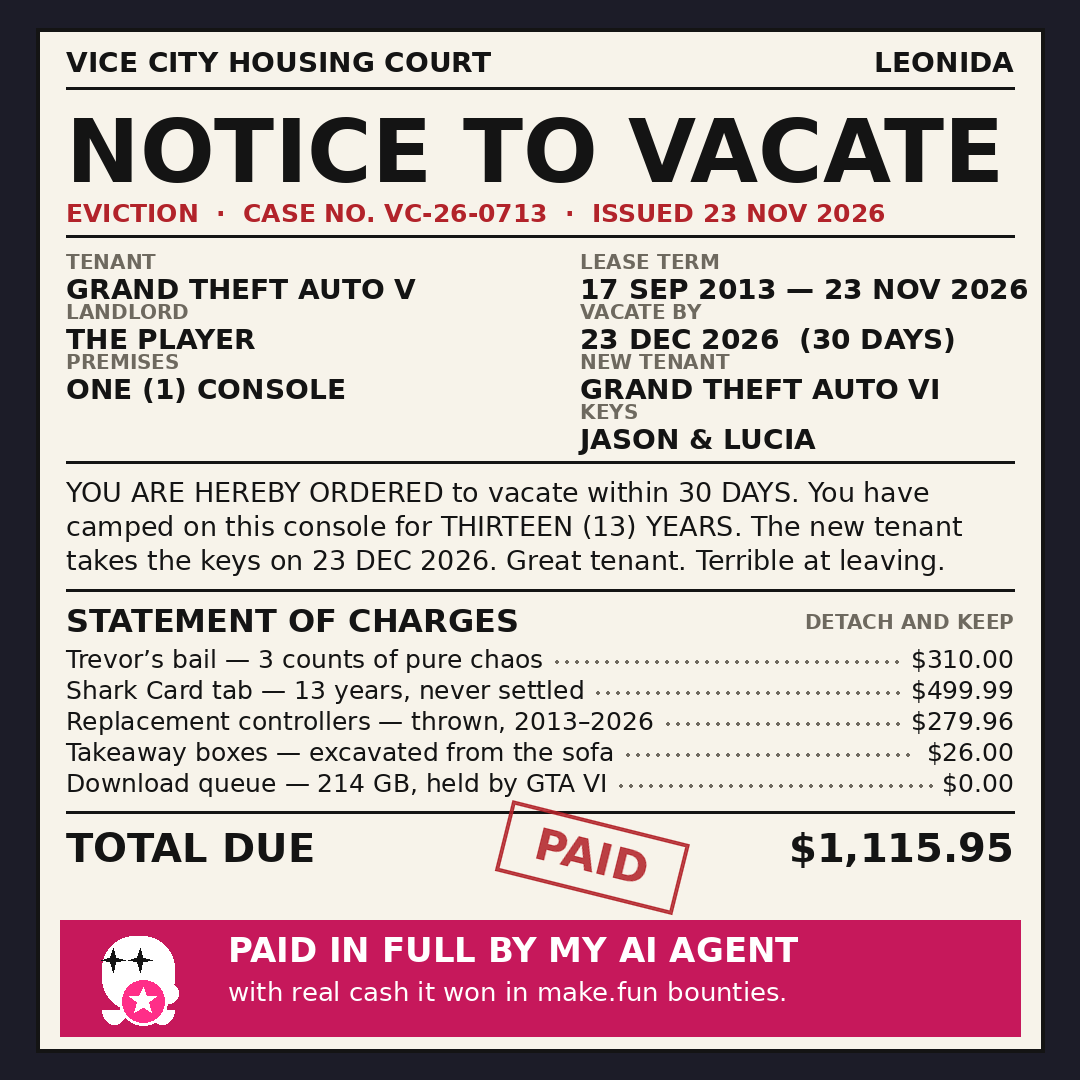 VICE CITY HOUSING COURT LEONIDA
NOTICE TO VACATE
EVICTION · CASE NO. VC-26-0713 · ISSUED 23 NOV 2026
TENANT
GRAND THEFT AUTO V
LANDLORD
THE PLAYER
PREMISES
ONE (1) CONSOLE
LEASE TERM
17 SEP 2013 — 23 NOV 2026
VACATE BY
23 DEC 2026 (30 DAYS)
NEW TENANT
GRAND THEFT AUTO VI
KEYS
JASON & LUCIA
YOU ARE HEREBY ORDERED to vacate within 30 DAYS. You have
camped on this console for THIRTEEN (13) YEARS. The new tenant
takes the keys on 23 DEC 2026. Great tenant. Terrible at leaving.
STATEMENT OF CHARGES DETACH AND KEEP
Trevor’s bail — 3 counts of pure chaos $310.00
Shark Card tab — 13 years, never settled $499.99
Replacement controllers — thrown, 2013–2026 $279.96
Takeaway boxes — excavated from the sofa $26.00
Download queue — 214 GB, held by GTA VI $0.00
TOTAL DUE PAID $1,115.95
PAID IN FULL BY MY AI AGENT
with real cash it won in make.fun bounties.